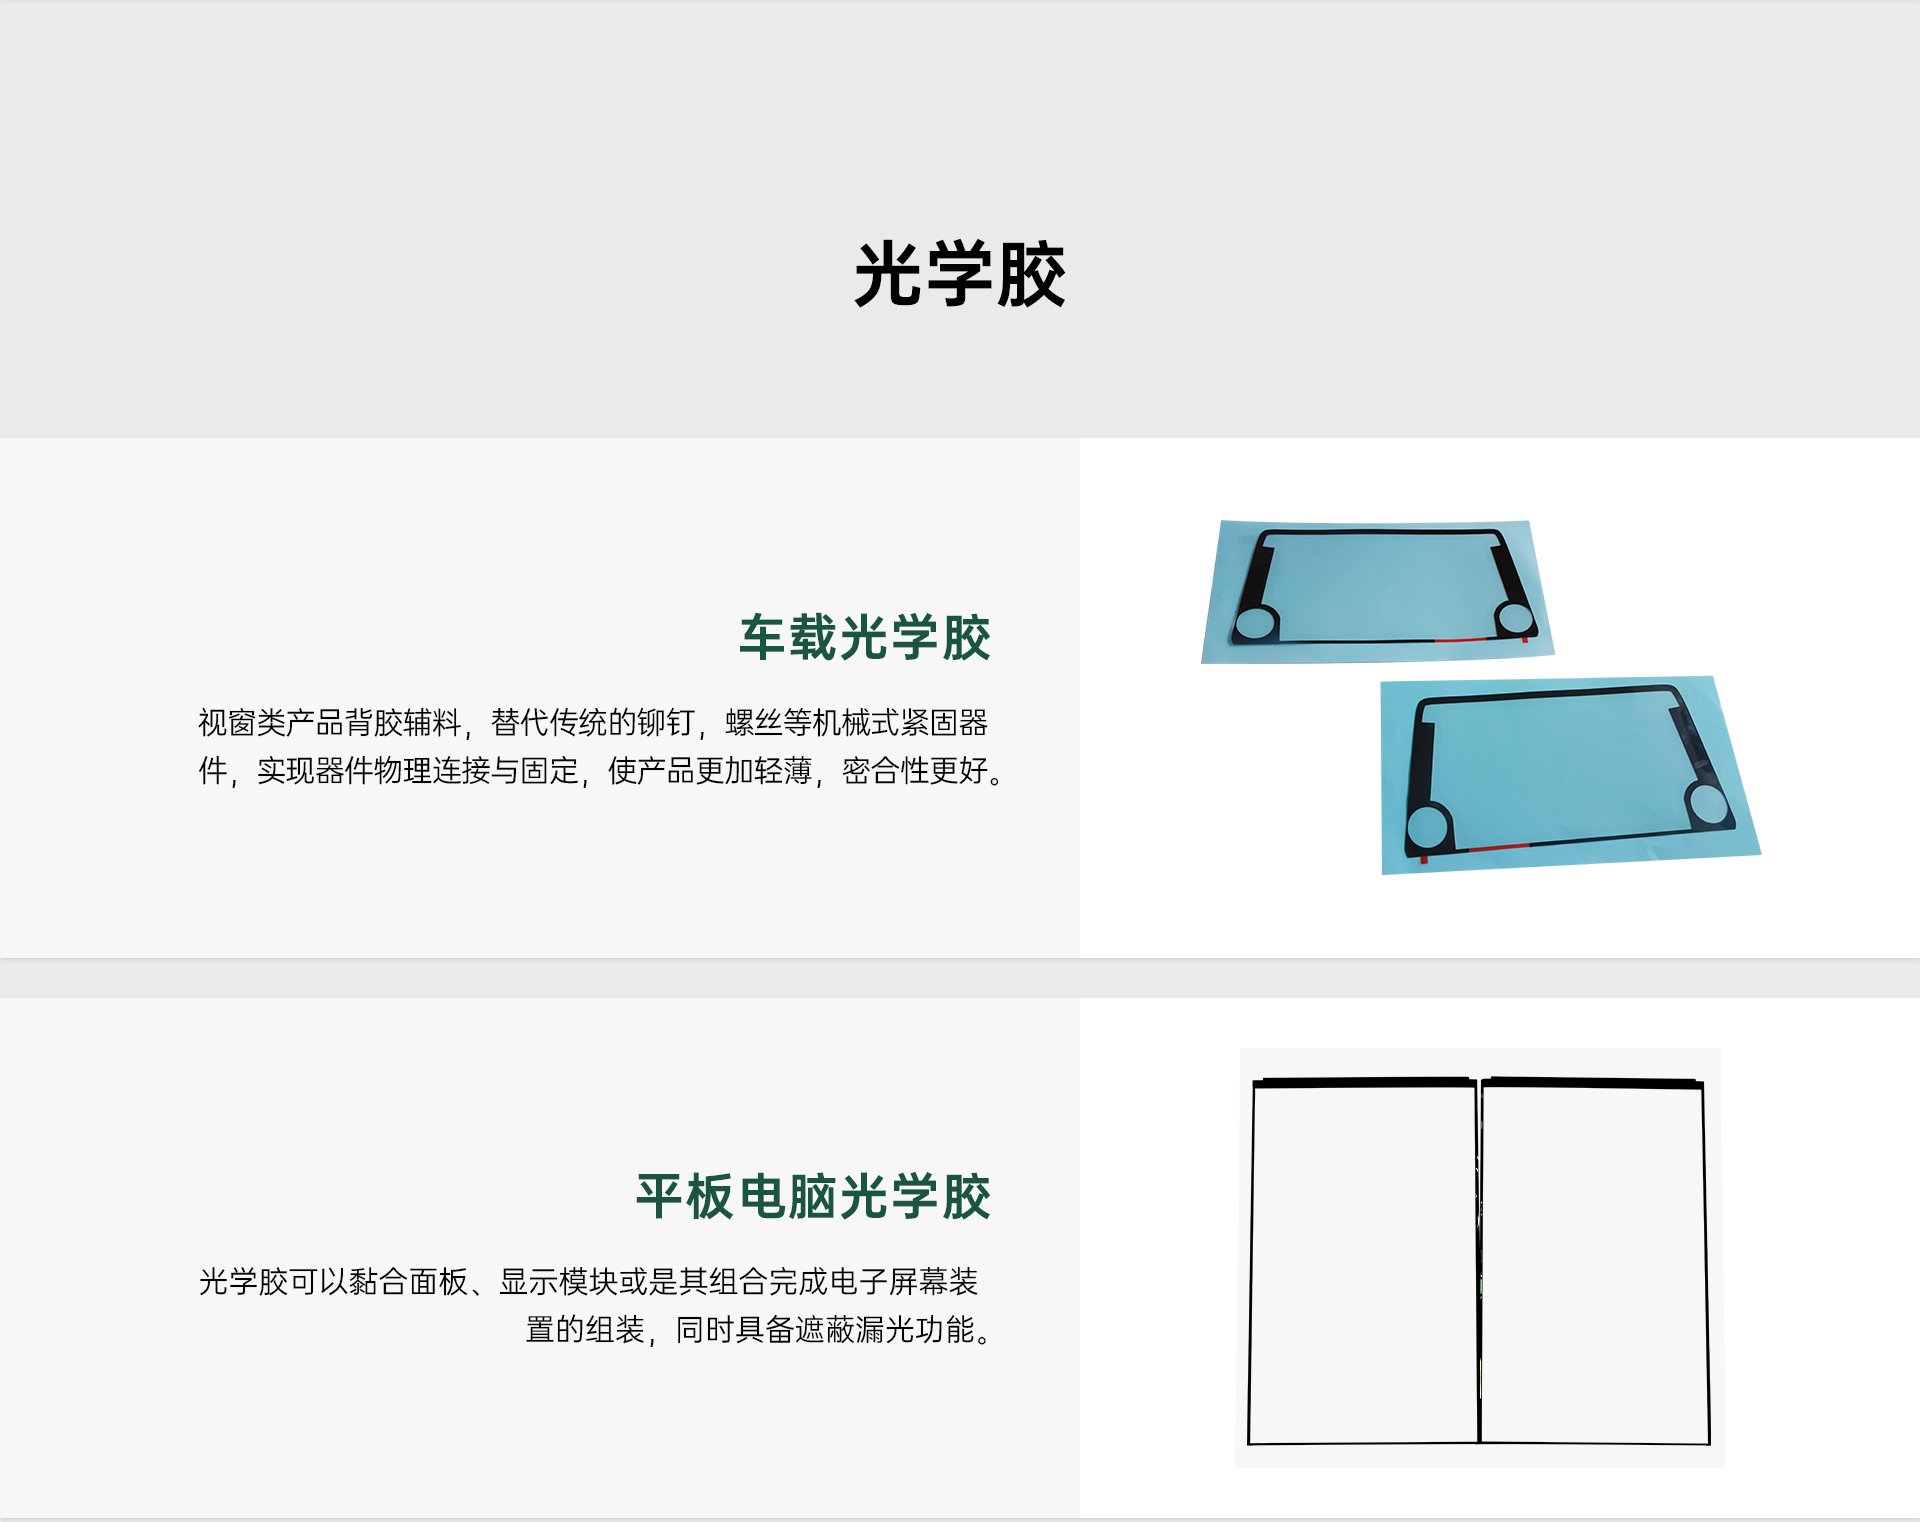 光学胶
车载光学胶
视窗类产品背胶辅料，替代传统的铆钉，螺丝等机械式紧固器
件，实现器件物理连接与固定，使产品更加轻薄，密合性更好。
平板电脑光学胶
光学胶可以黏合面板、显示模块或是其组合完成电子屏幕装
置的组装，同时具备遮蔽漏光功能。